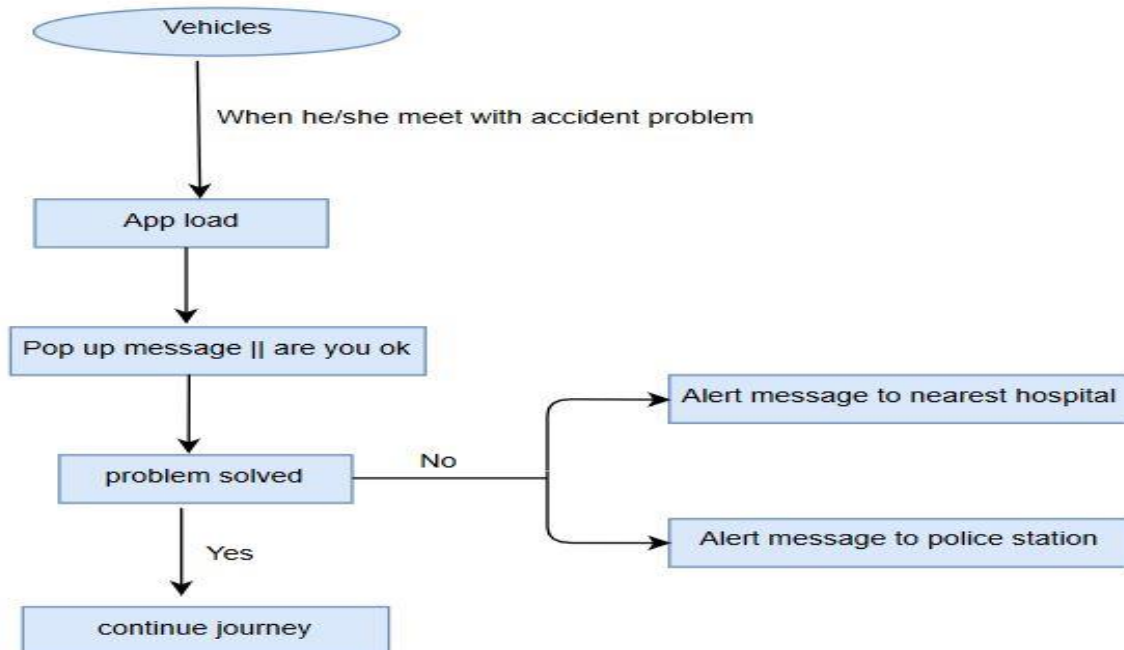 Vehicles
When he/she meet with accident problem
App load
Pop up message || are you ok
Alert message to nearest hospital
problem solved
No
Alert message to police station
Yes
continue journey